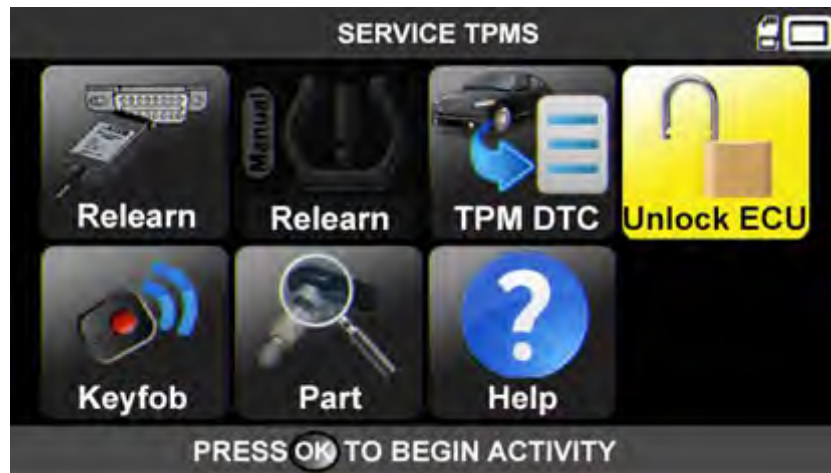 SERVICE TPMS
Manual
Relearn
Relearn
TPM DTC
Unlock ECU
Keyfob
Part
Help
PRESS OK TO BEGIN ACTIVITY